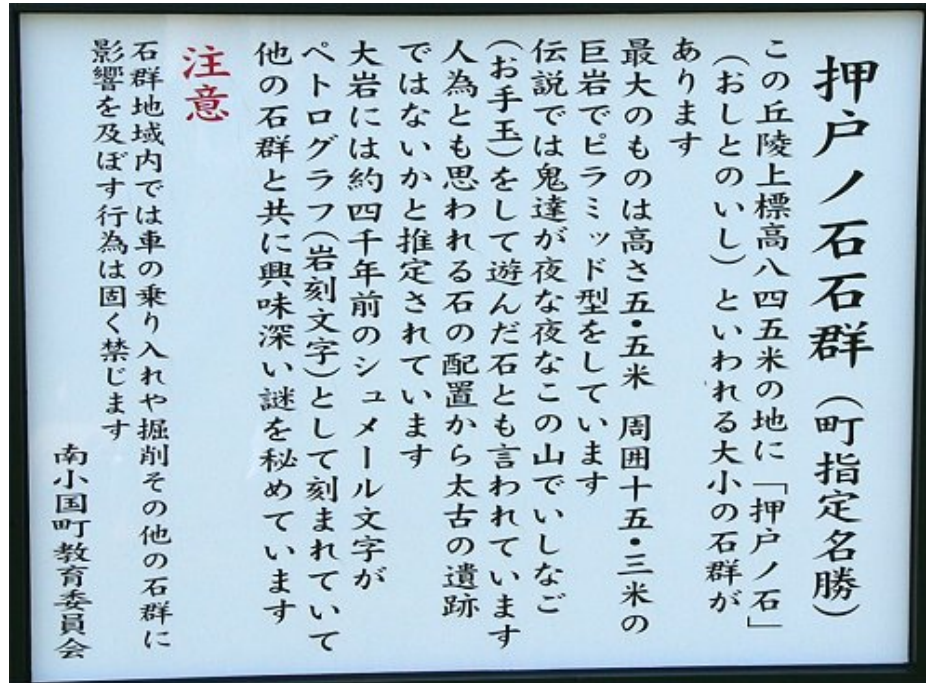 押戸ノ石石群(町指定名勝)
この丘陵上標高八四五米の地に「押戸ノ石」
(おしとのいし)といわれる大小の石群が
あります
最大のものは高さ五・五米 周囲十五・三米の
巨岩でピラミッド型をしています
伝説では鬼達が夜な夜なこの山でいしなご
(お手玉)をして遊んだ石とも言われています
人為とも思われる石の配置から太古の遺跡
ではないかと推定されています
大岩には約四千年前のシュメール文字が
ペトログラフ(岩刻文字)として刻まれていて
他の石群と共に興味深い謎を秘めています
注意
石群地域内では車の乗り入れや掘削その他の石群に
影響を及ぼす行為は固く禁じます
南小国町教育委員会